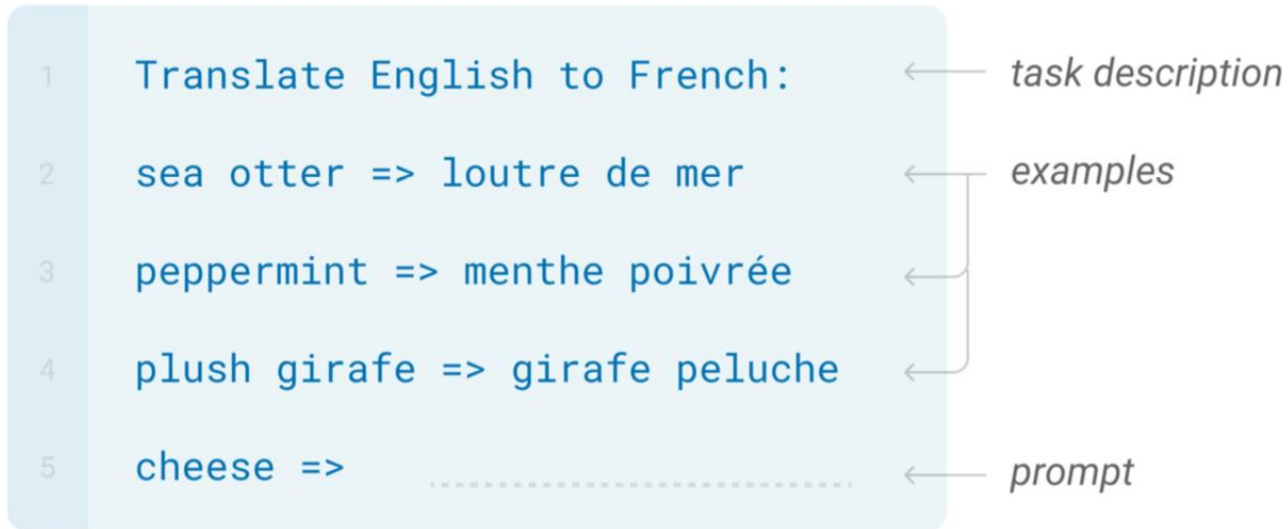 1 Translate English to French: task description
2 sea otter => loutre de mer examples
3 peppermint => menthe poivrée
4 plush girafe => girafe peluche
5 cheese => prompt